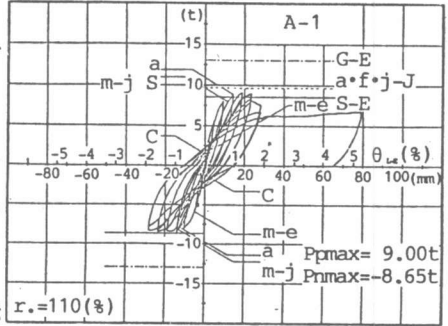 (t)
A-1
15
G-E
a
m-j S
10
a•f•j-J
m-e S-E
5
C
-5 -4 -3 -2 -1
1 2 3 4 5 θ (%)
-80 -60 -40 -20
20 40 60 80 100(mm)
C
m-e
-10
a
Ppmax= 9.00t
m-j
Pnmax=-8.65t
-15
r.=110(%)